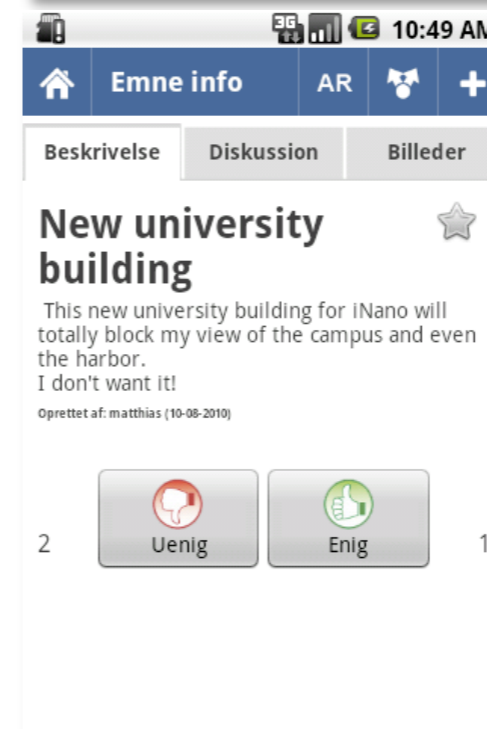 3G 10:49 AM
Emne info AR
Beskrivelse Diskussion Billeder
New university
building
This new university building for iNano will
totally block my view of the campus and even
the harbor.
I don't want it!
Oprettet af: matthias (10-08-2010)
2 Uenig Enig 1